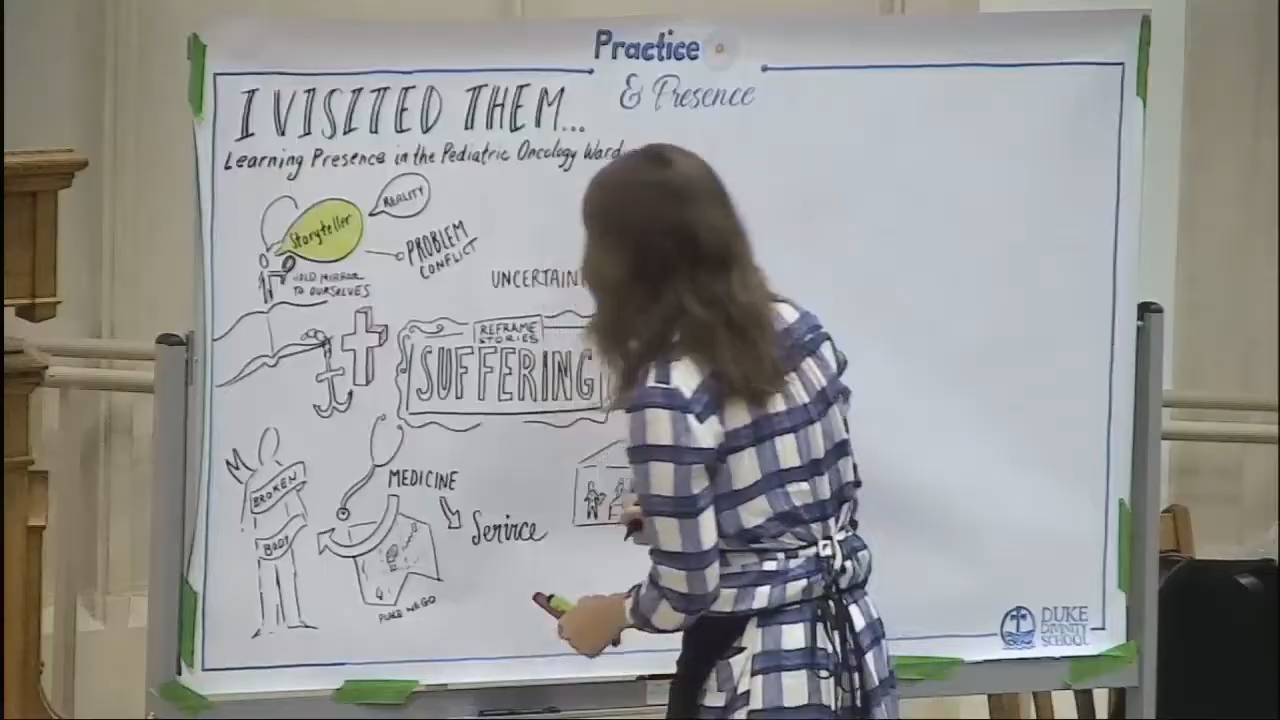 Practice
& Presence
I VISITED THEM...
Learning Presence in the Pediatric Oncology Ward
REALITY
Storyteller
PROBLEM
CONFLICT
HOLD MIRROR
TO OURSELVES
UNCERTAIN
REFRAME
STORIES
SUFFERING
BROKEN
BODY
MEDICINE
Service
DUKE
DIVINITY
SCHOOL